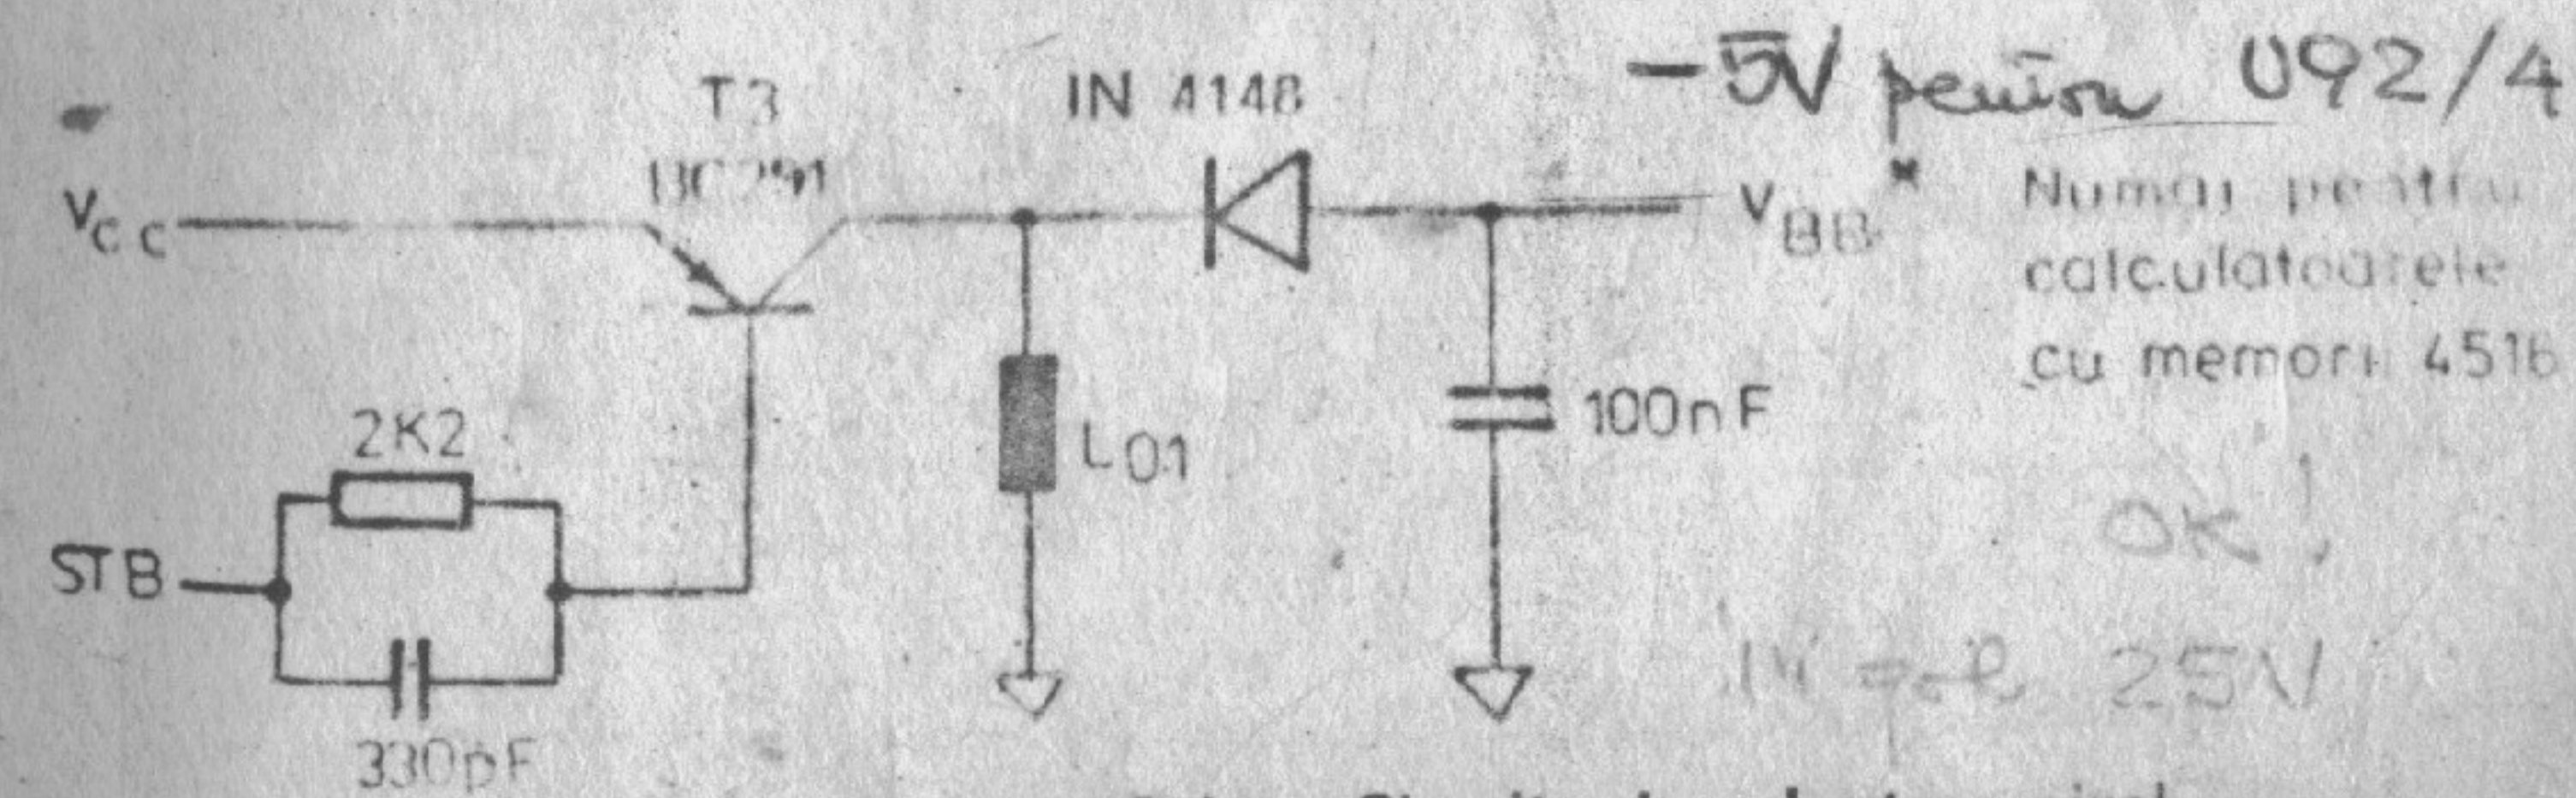 T3
IN 4148
-5V pentru U92/4
VCC
VBB*
Numai pentru
calculatoarele
cu memorii 4516
2K2
L01
100nF
OK!
STB
25V
330pF